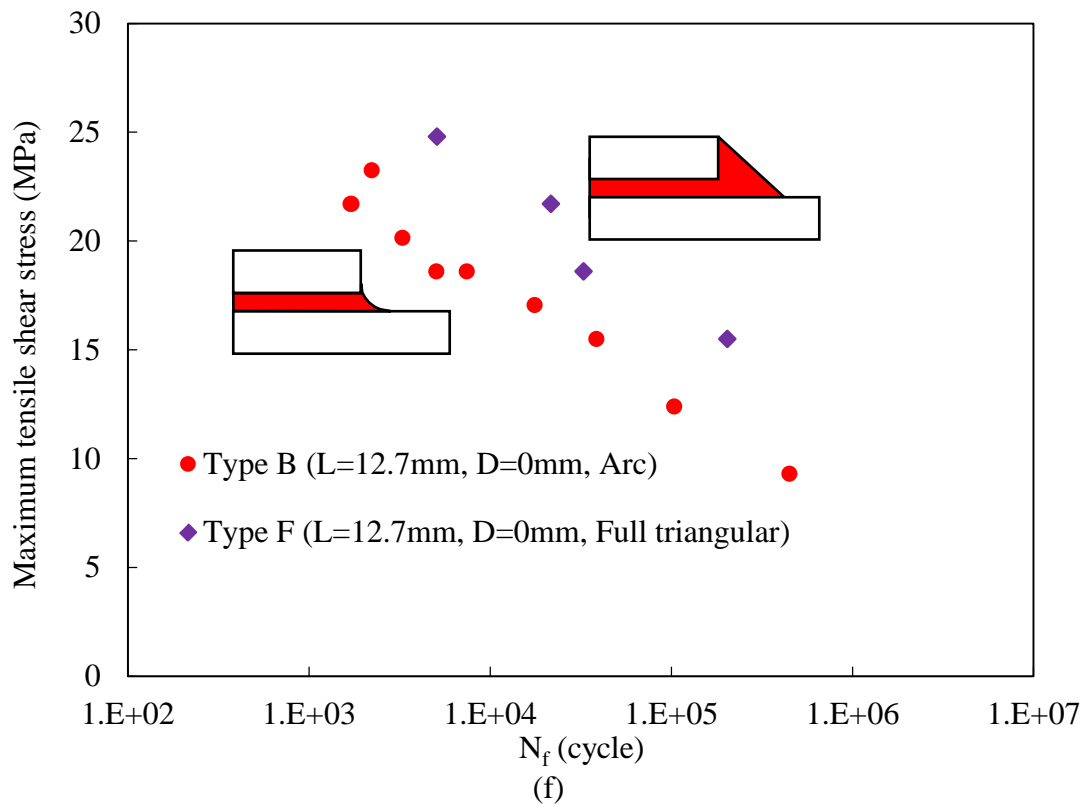 30
25
20
15
10
5
0
Maximum tensile shear stress (MPa)
Type B (L=12.7mm, D=0mm, Arc)
Type F (L=12.7mm, D=0mm, Full triangular)
1.E+02 1.E+03 1.E+04 1.E+05 1.E+06 1.E+07
N_f (cycle)
(f)